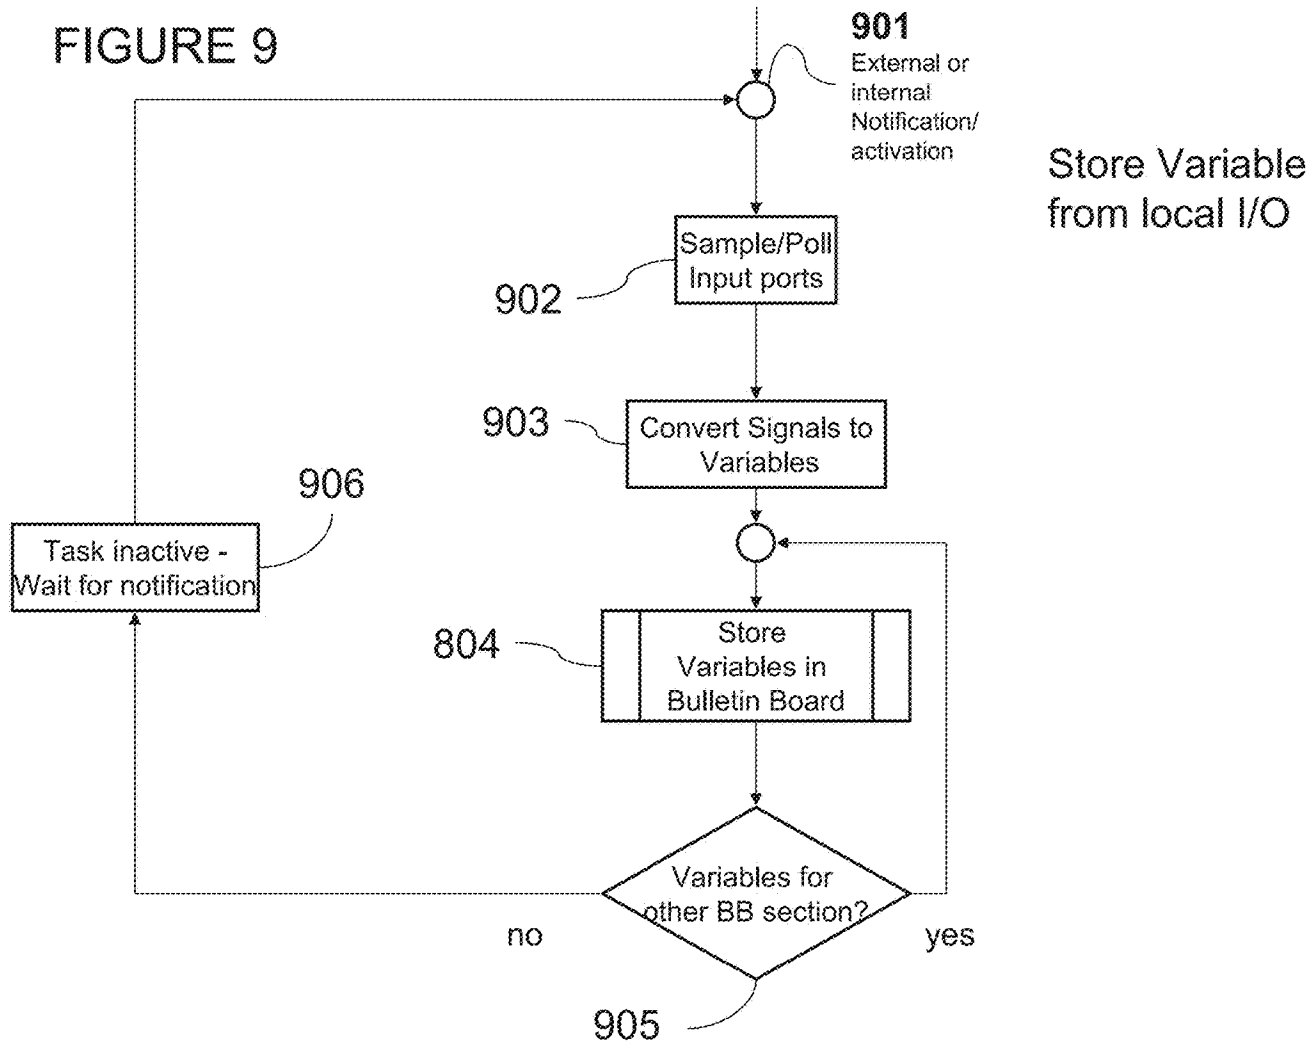 FIGURE 9
901
External or
internal
Notification/
activation
Store Variable
from local I/O
Sample/Poll
Input ports
902
903
Convert Signals to
Variables
906
Task inactive -
Wait for notification
804
Store
Variables in
Bulletin Board
Variables for
other BB section?
no
yes
905